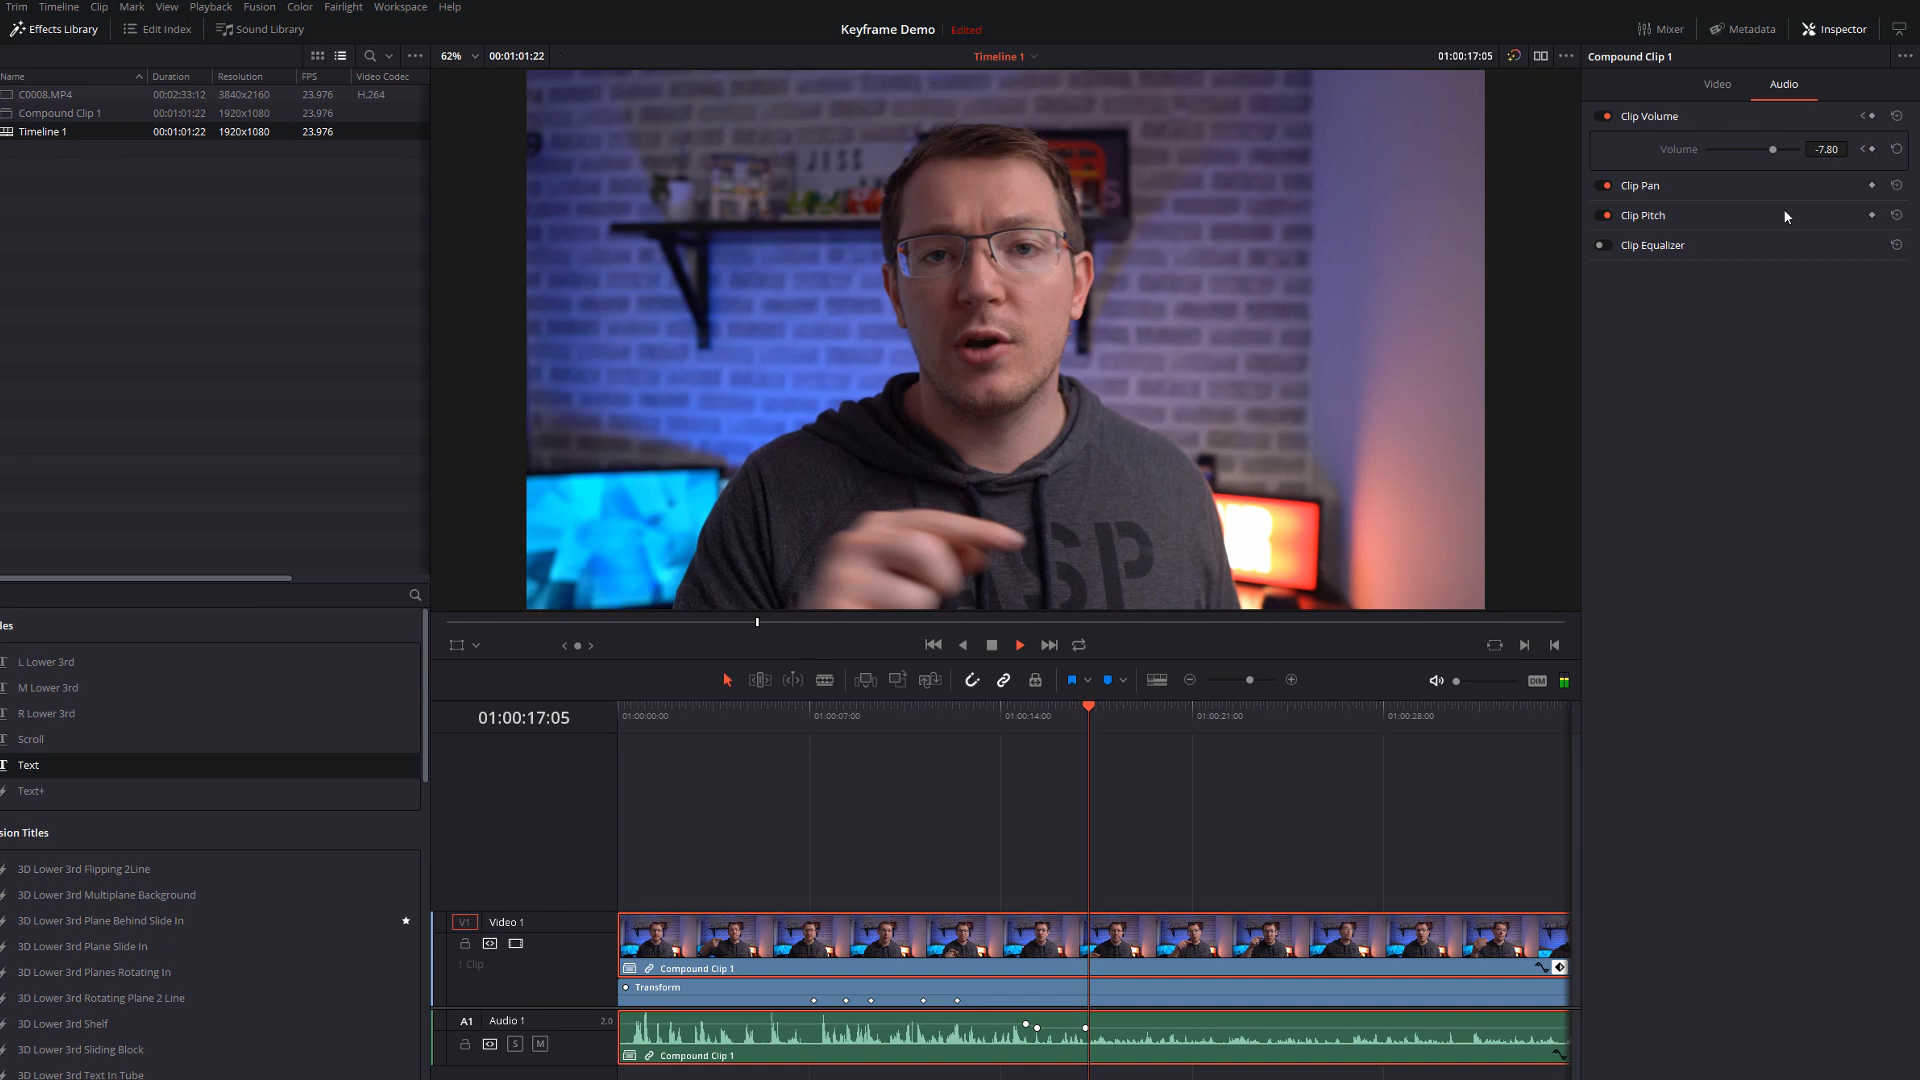 Trim Timeline Clip Mark View Playback Fusion Color Fairlight Workspace Help
Effects Library Edit Index Sound Library Keyframe Demo Edited Mixer Metadata Inspector
62% 00:01:01:22 Timeline 1 01:00:17:05 Compound Clip 1
Name Duration Resolution FPS Video Codec
C0008.MP4 00:02:33:12 3840x2160 23.976 H.264
Compound Clip 1 00:01:01:22 1920x1080 23.976
Timeline 1 00:01:01:22 1920x1080 23.976
Video Audio
Clip Volume
Volume -7.80
Clip Pan
Clip Pitch
Clip Equalizer
JESS
ASP
les
L Lower 3rd
M Lower 3rd
R Lower 3rd
Scroll
Text
Text+
sion Titles
3D Lower 3rd Flipping 2Line
3D Lower 3rd Multiplane Background
3D Lower 3rd Plane Behind Slide In
3D Lower 3rd Plane Slide In
3D Lower 3rd Planes Rotating In
3D Lower 3rd Rotating Plane 2 Line
3D Lower 3rd Shelf
3D Lower 3rd Sliding Block
3D Lower 3rd Text In Tube
DIM
01:00:17:05
01:00:00:00 01:00:07:00 01:00:14:00 01:00:21:00 01:00:28:00
V1 Video 1
1 Clip
Compound Clip 1
Transform
A1 Audio 1 2.0
S M
Compound Clip 1